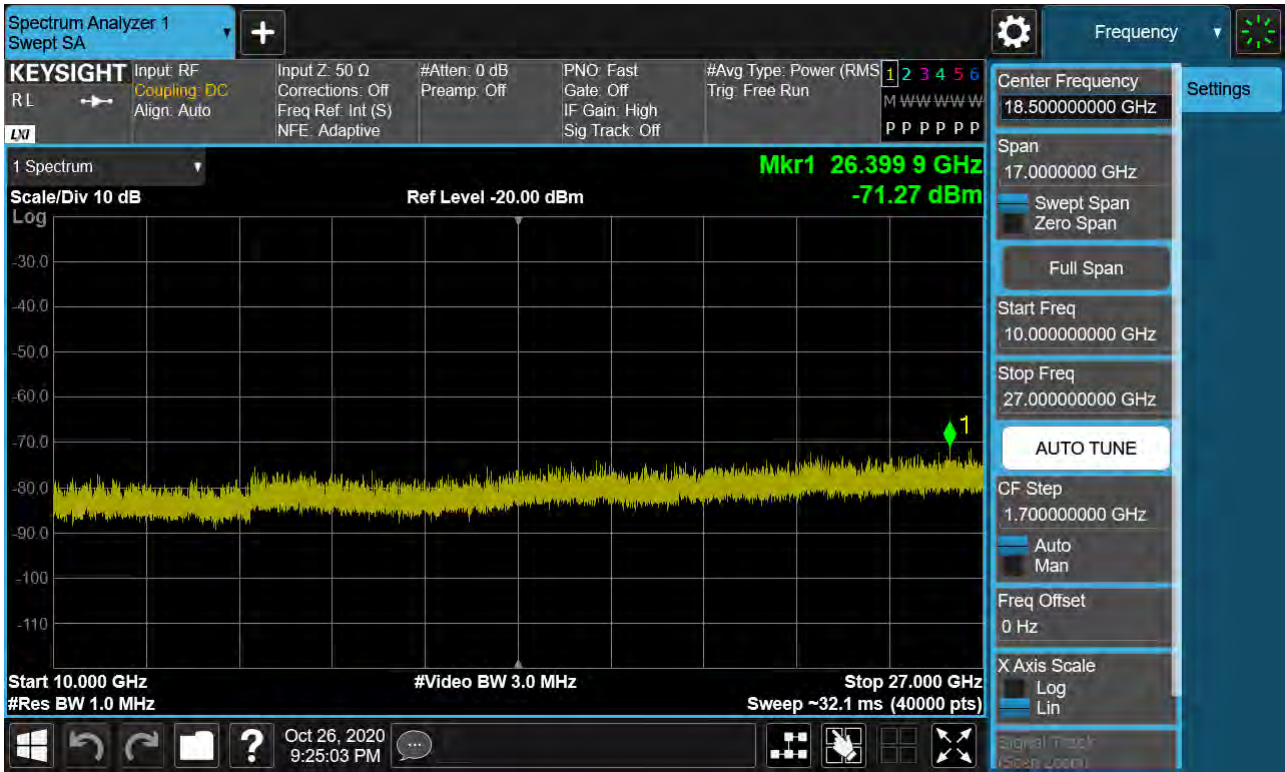 Spectrum Analyzer 1
Swept SA
+
Frequency
KEYSIGHT
RL
LXI
Input: RF
Coupling: DC
Align: Auto
Input Z: 50 Ω
Corrections: Off
Freq Ref: Int (S)
NFE: Adaptive
#Atten: 0 dB
Preamp: Off
PNO: Fast
Gate: Off
IF Gain: High
Sig Track: Off
#Avg Type: Power (RMS
Trig: Free Run
1 2 3 4 5 6
M W W W W W
P P P P P P
1 Spectrum
Scale/Div 10 dB
Ref Level -20.00 dBm
Mkr1 26.399 9 GHz
-71.27 dBm
Log
-30.0
-40.0
-50.0
-60.0
-70.0
-80.0
-90.0
-100
-110
1
Start 10.000 GHz
#Video BW 3.0 MHz
Stop 27.000 GHz
#Res BW 1.0 MHz
Sweep ~32.1 ms (40000 pts)
Center Frequency
18.500000000 GHz
Settings
Span
17.0000000 GHz
Swept Span
Zero Span
Full Span
Start Freq
10.000000000 GHz
Stop Freq
27.000000000 GHz
AUTO TUNE
CF Step
1.700000000 GHz
Auto
Man
Freq Offset
0 Hz
X Axis Scale
Log
Lin
Signal Track
(Span Zoom)
?
Oct 26, 2020
9:25:03 PM